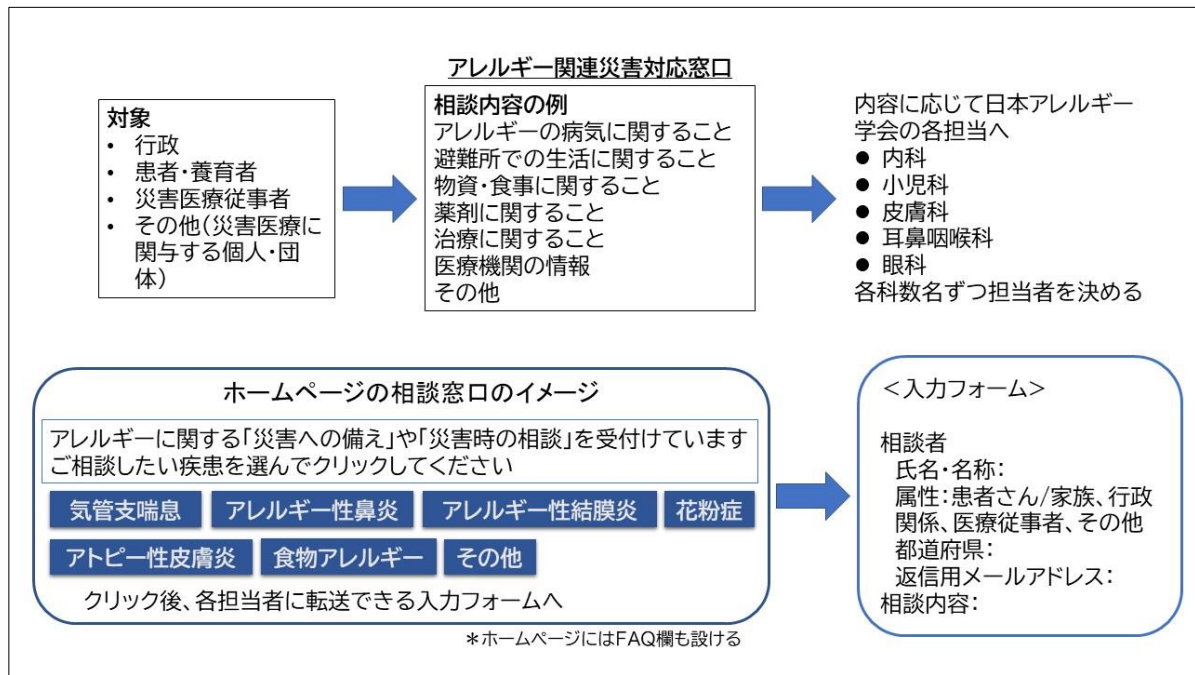 アレルギー関連災害対応窓口
対象
• 行政
• 患者・養育者
• 災害医療従事者
• その他(災害医療に
関与する個人・団
体)
相談内容の例
アレルギーの病気に関すること
避難所での生活に関すること
物資・食事に関すること
薬剤に関すること
治療に関すること
医療機関の情報
その他
内容に応じて日本アレルギー
学会の各担当へ
● 内科
● 小児科
● 皮膚科
● 耳鼻咽喉科
● 眼科
各科数名ずつ担当者を決める
ホームページの相談窓口のイメージ
アレルギーに関する「災害への備え」や「災害時の相談」を受付けています
ご相談したい疾患を選んでクリックしてください
気管支喘息 アレルギー性鼻炎 アレルギー性結膜炎 花粉症
アトピー性皮膚炎 食物アレルギー その他
クリック後、各担当者に転送できる入力フォームへ
*ホームページにはFAQ欄も設ける
<入力フォーム>
相談者
氏名・名称:
属性:患者さん/家族、行政
関係、医療従事者、その他
都道府県:
返信用メールアドレス:
相談内容: